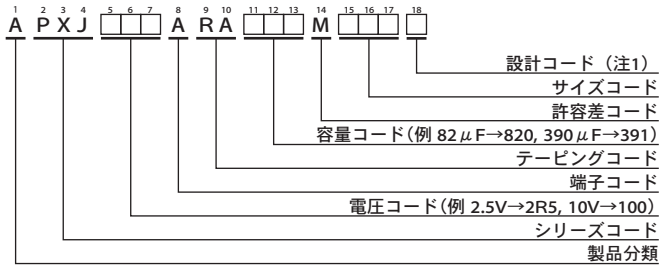 1 2 3 4 5 6 7 8 9 10 11 12 13 14 15 16 17 18
A P X J □□□ A R A □□□ M □□□ □
設計コード（注1）
サイズコード
許容差コード
容量コード(例 82μF→820, 390μF→391)
テーピングコード
端子コード
電圧コード(例 2.5V→2R5, 10V→100)
シリーズコード
製品分類